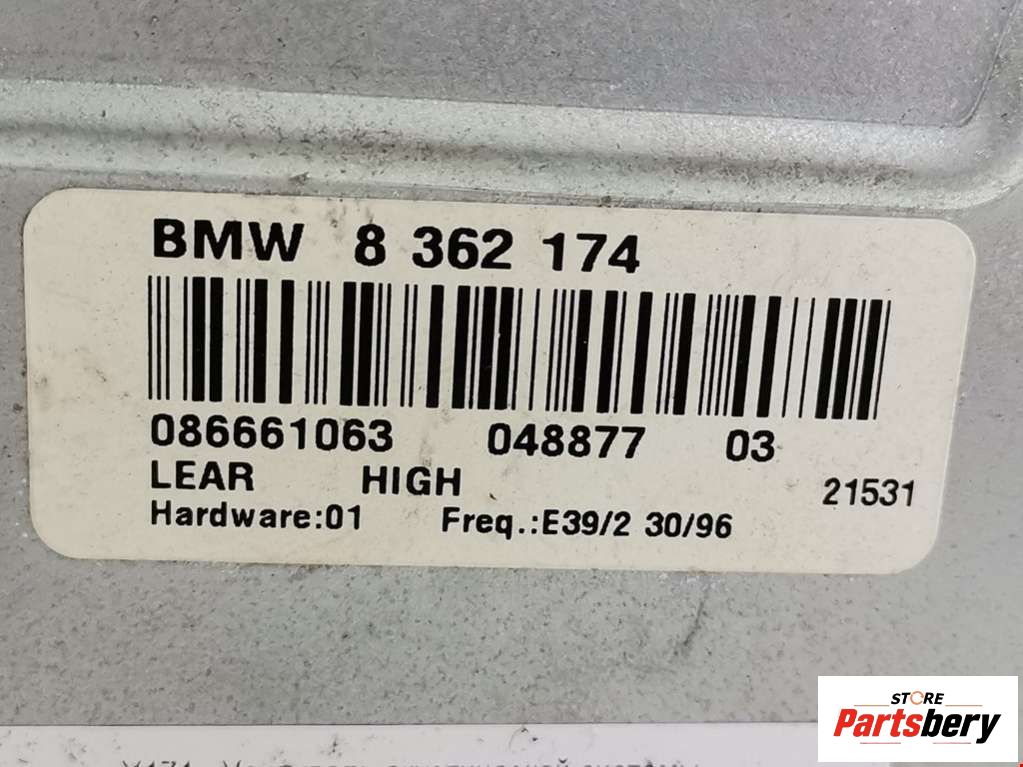 BMW 8 362 174
086661063 048877 03
LEAR HIGH 21531
Hardware:01 Freq.:E39/2 30/96
STORE
Partsbery